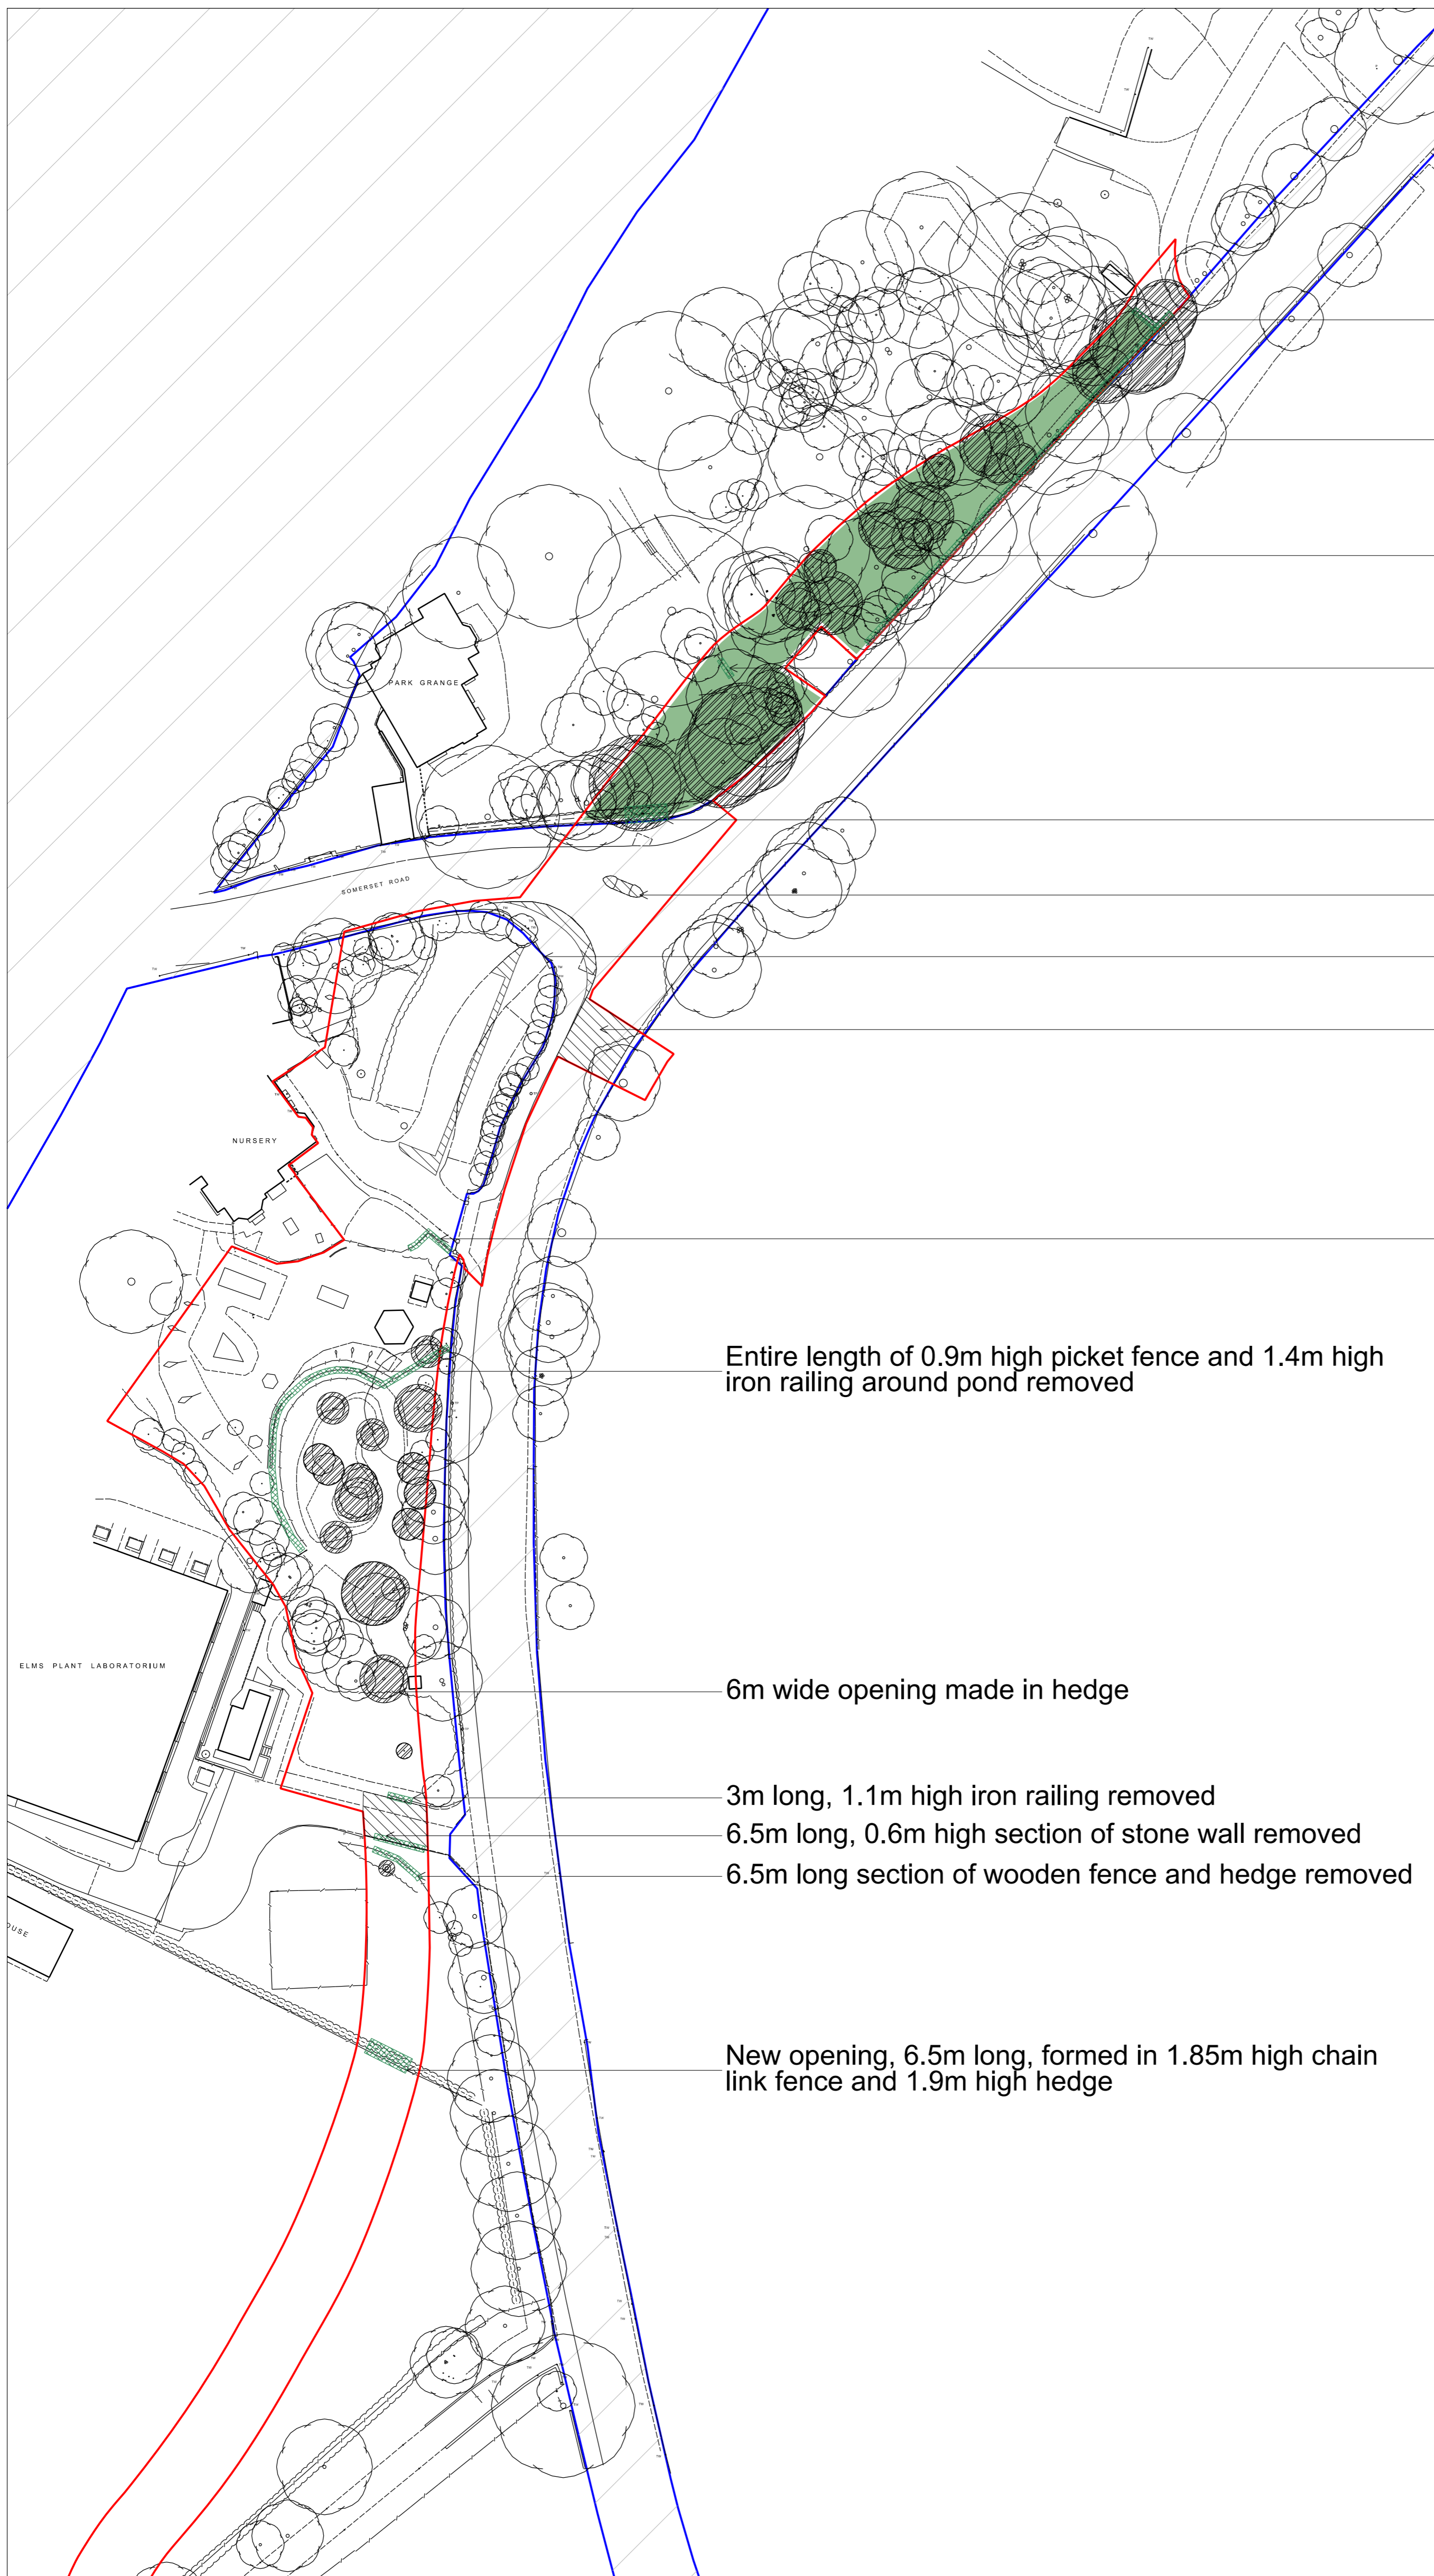 PARK GRANGE
SOMERSET ROAD
NURSERY
Entire length of 0.9m high picket fence and 1.4m high
iron railing around pond removed
ELMS PLANT LABORATORIUM
6m wide opening made in hedge
3m long, 1.1m high iron railing removed
6.5m long, 0.6m high section of stone wall removed
6.5m long section of wooden fence and hedge removed
OUSE
New opening, 6.5m long, formed in 1.85m high chain
link fence and 1.9m high hedge